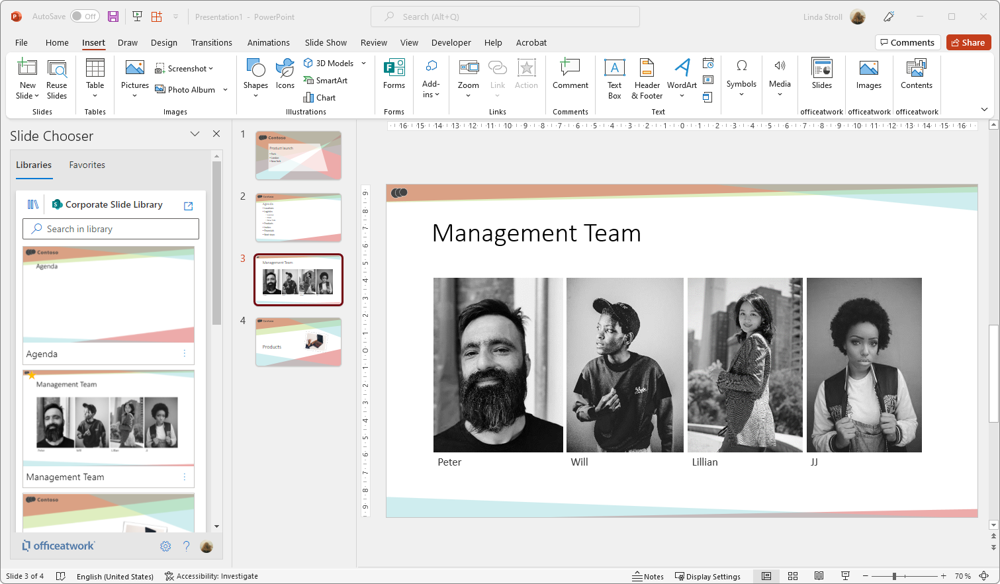 AutoSave Off Presentation1 - PowerPoint Search (Alt+Q) Linda Stroll
File Home Insert Draw Design Transitions Animations Slide Show Review View Developer Help Acrobat Comments Share
New Slide Reuse Slides
Slides
Table
Tables
Pictures Screenshot
Photo Album
Images
Shapes Icons 3D Models
SmartArt
Chart
Illustrations
Forms
Forms
Add-ins
Zoom Link Action
Links
Comment
Comments
Text Box Header & Footer WordArt
Text
Symbols
Media
Slides
officeatwork
Images
officeatwork
Contents
officeatwork
Slide Chooser
Libraries Favorites
Corporate Slide Library
Search in library
Contoso
Agenda
Agenda
Management Team
Peter Will Lillian JJ
Management Team
Contoso
officeatwork
1
Contoso
Product launch
• Paris
• London
• New York
2
Contoso
Agenda
• Locations
• Logistics
• Products
• Next steps
3
Management Team
4
Contoso
Products
16 15 14 13 12 11 10 9 8 7 6 5 4 3 2 1 0 1 2 3 4 5 6 7 8 9 10 11 12 13 14 15 16
9 8 7 6 5 4 3 2 1 0 1 2 3 4 5 6 7 8 9
Management Team
Peter Will Lillian JJ
Slide 3 of 4 English (United States) Accessibility: Investigate Notes Display Settings 70 %